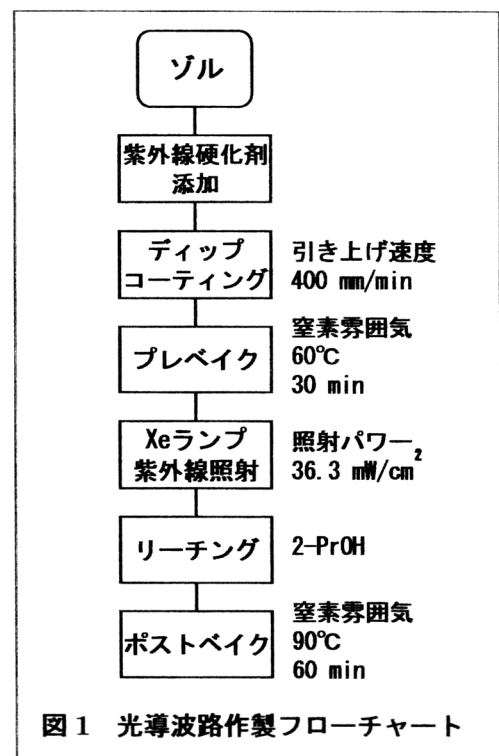 ゾル
紫外線硬化剤
添加
ディップ
コーティング
引き上げ速度
400 mm/min
プレベイク
窒素雰囲気
60℃
30 min
Xeランプ
紫外線照射
照射パワー
36.3 mW/cm²
リーチング
2-PrOH
ポストベイク
窒素雰囲気
90℃
60 min
図1 光導波路作製フローチャート